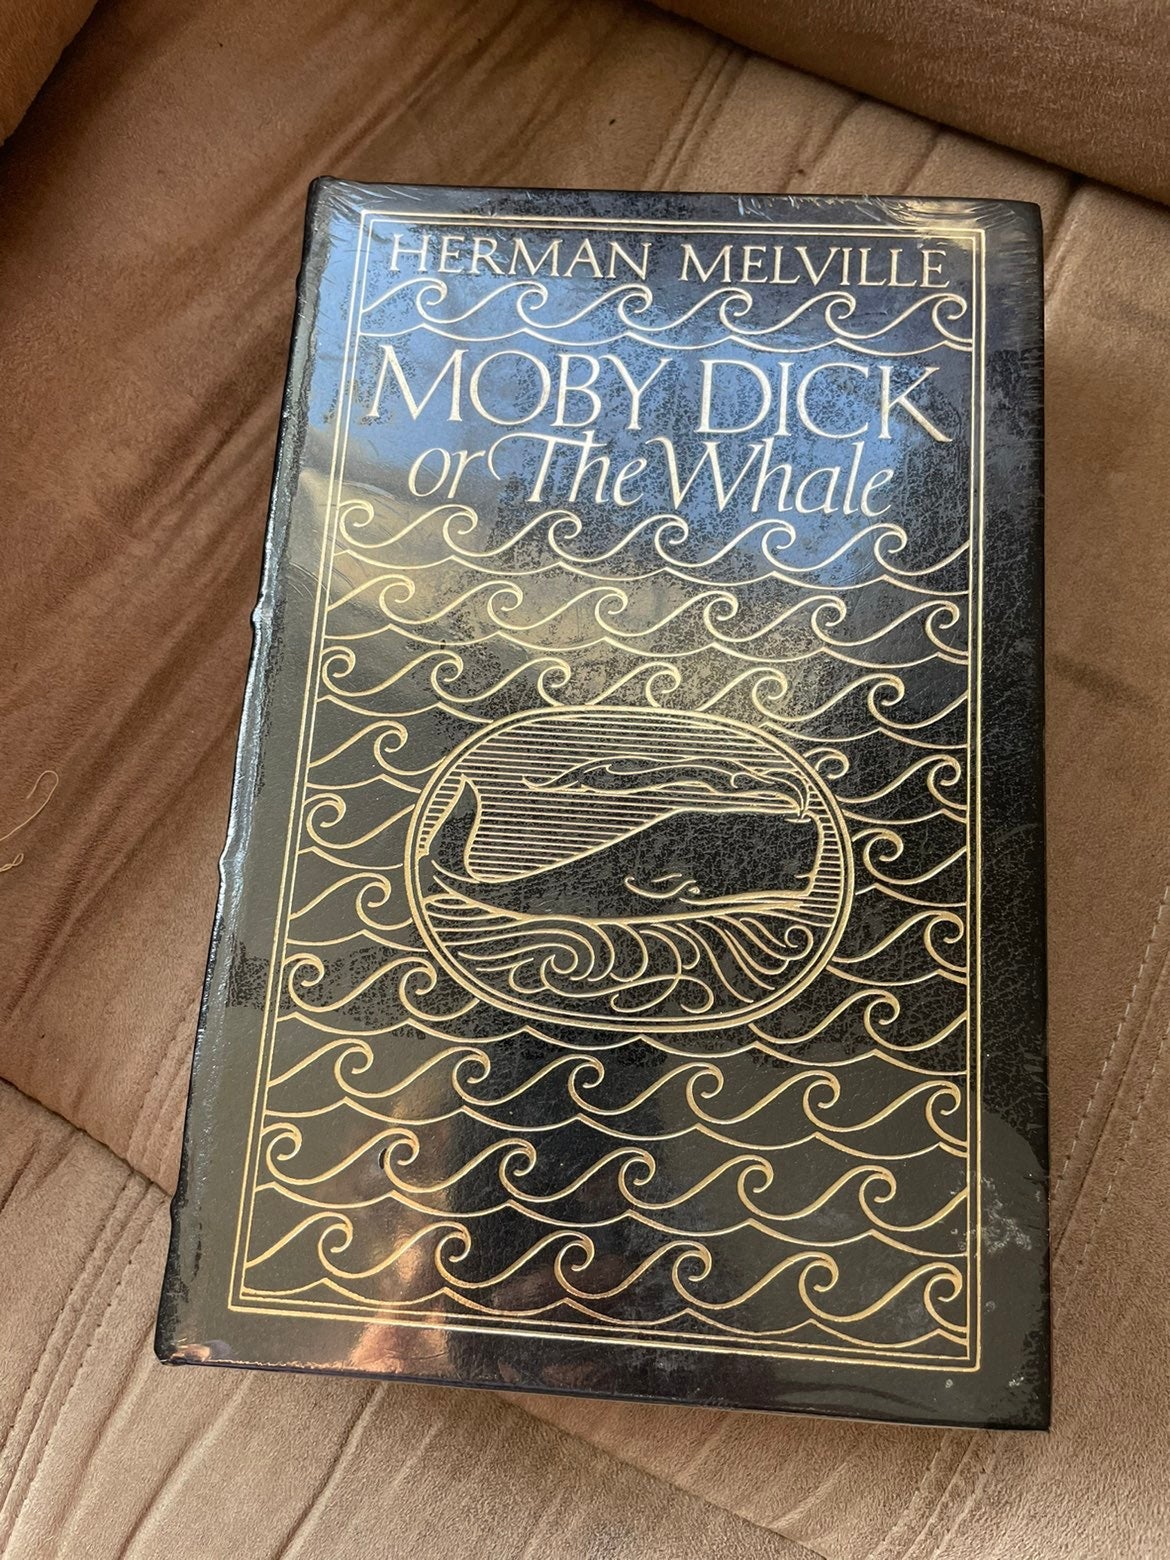 HERMAN MELVILLE
MOBY DICK
or The Whale